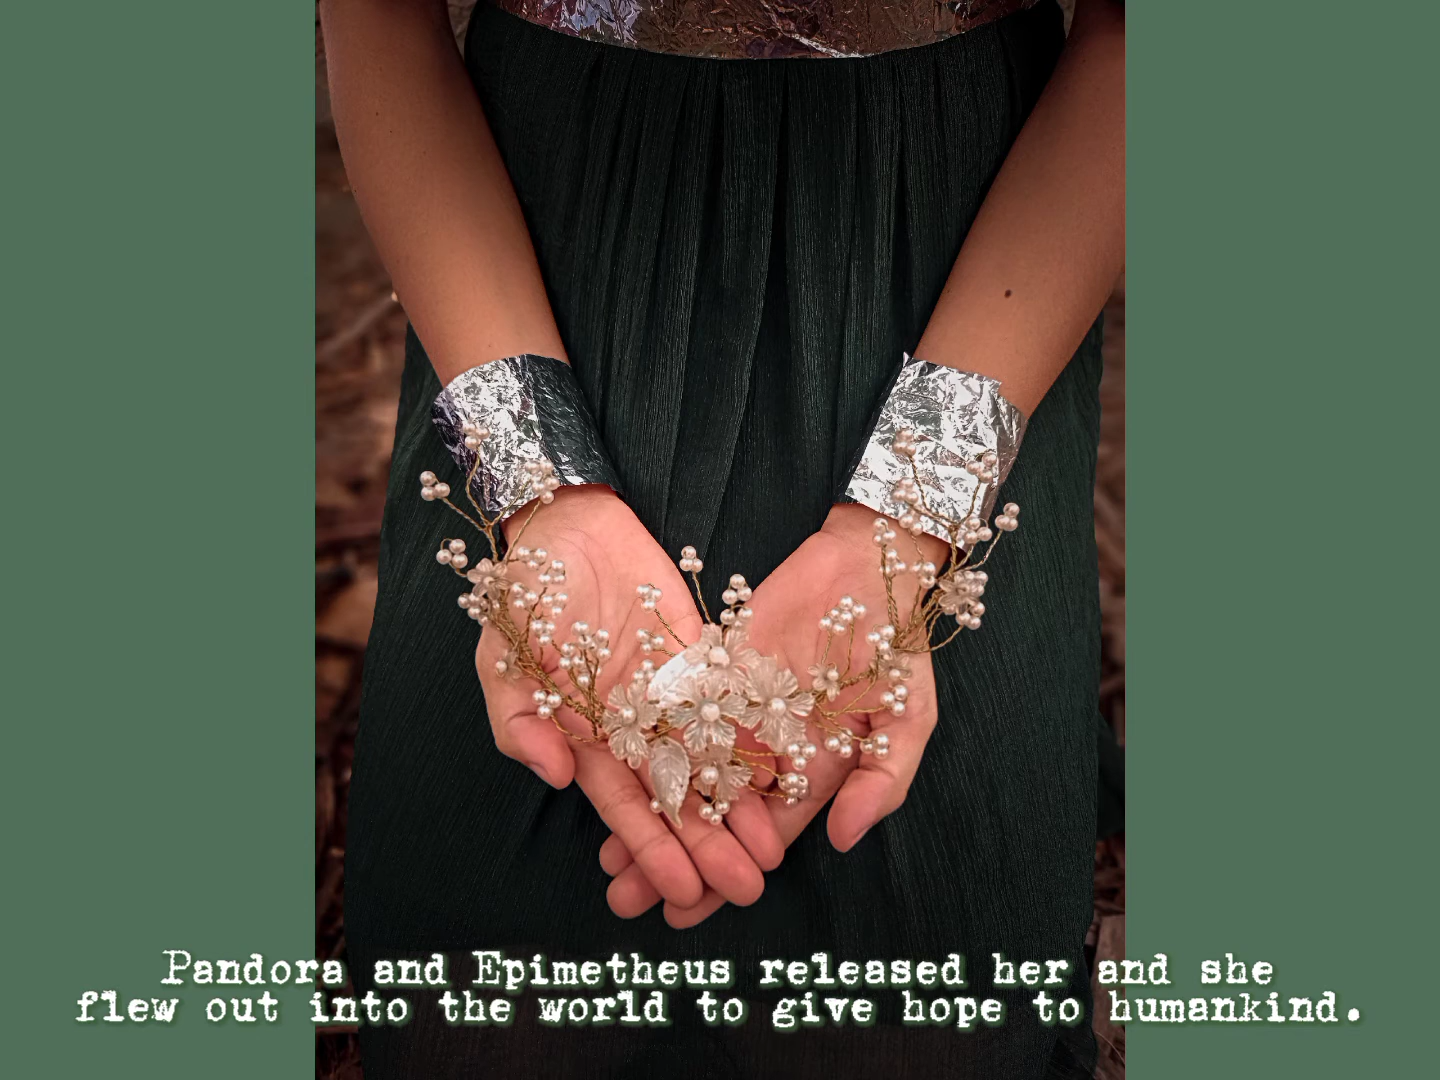 Pandora and Epimetheus released her and she
flew out into the world to give hope to humankind.